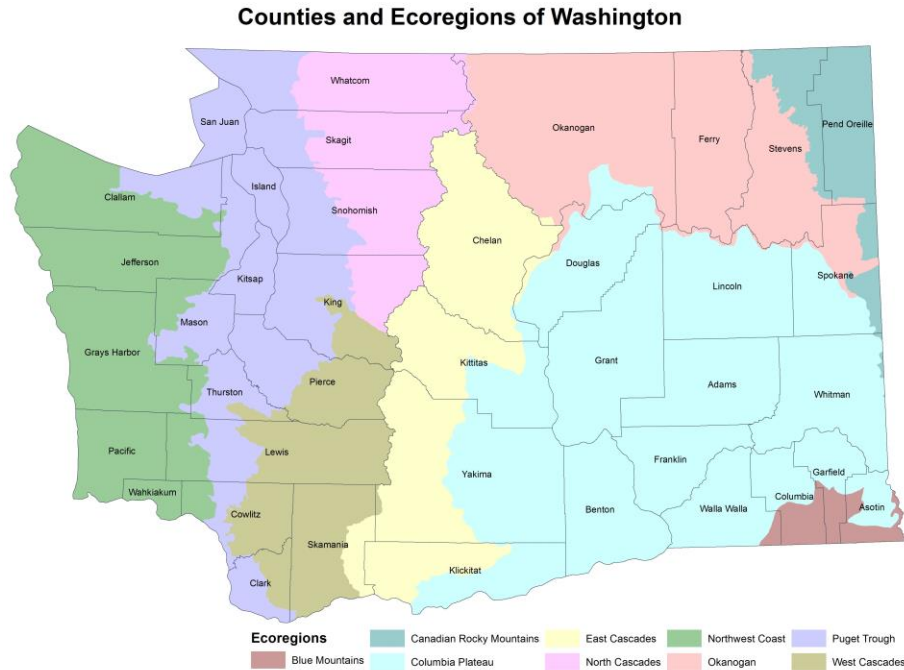 Counties and Ecoregions of Washington
Whatcom
San Juan
Skagit
Okanogan
Ferry
Stevens
Pend Oreille
Island
Clallam
Snohomish
Chelan
Jefferson
Kitsap
Douglas
Lincoln
Spokane
King
Mason
Grays Harbor
Kittitas
Grant
Pierce
Adams
Thurston
Whitman
Pacific
Lewis
Yakima
Franklin
Garfield
Wahkiakum
Columbia
Asotin
Cowlitz
Benton
Walla Walla
Skamania
Klickitat
Clark
Ecoregions
Blue Mountains
Canadian Rocky Mountains
Columbia Plateau
East Cascades
North Cascades
Northwest Coast
Okanogan
Puget Trough
West Cascades